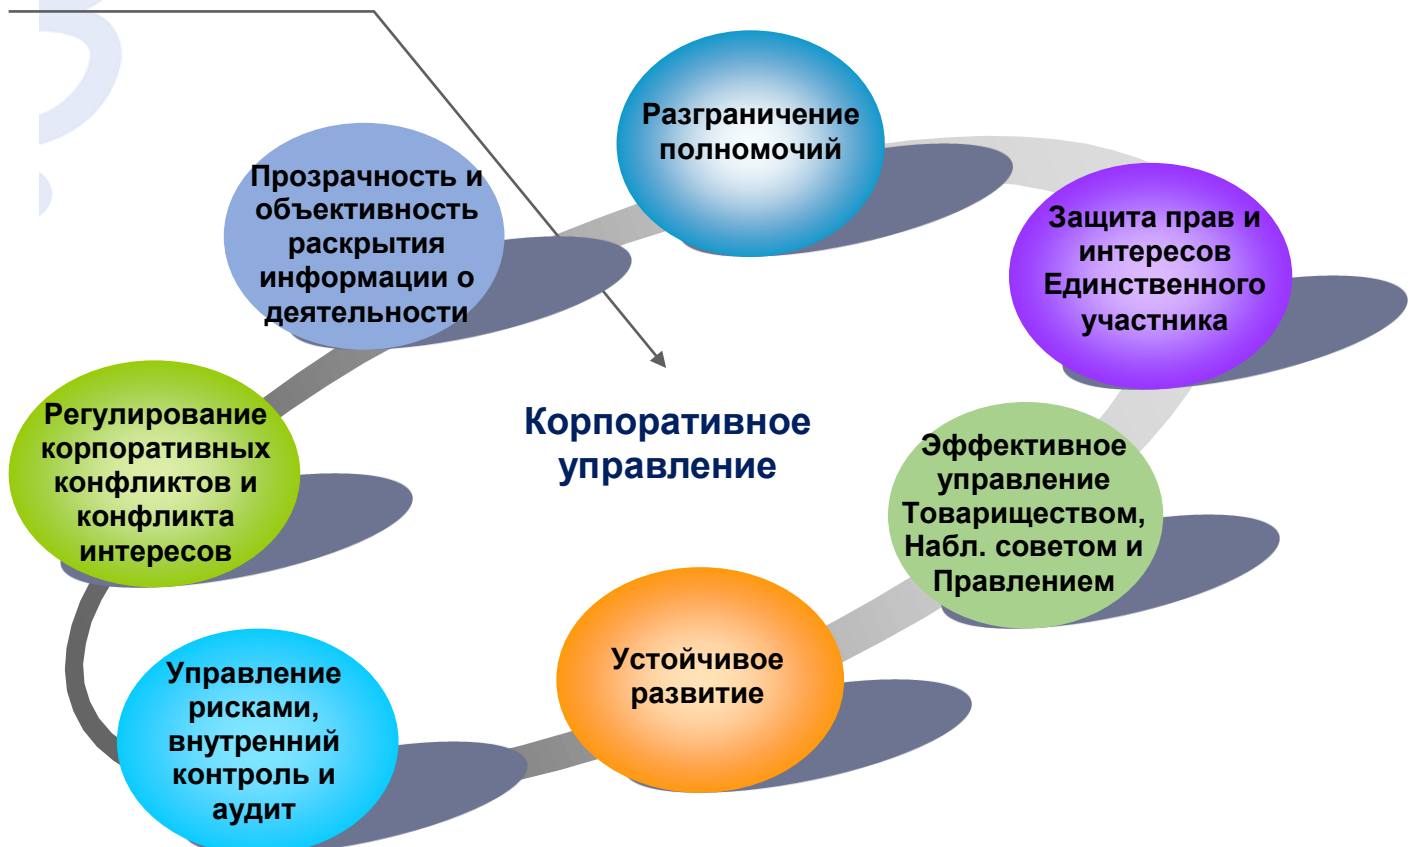 Разграничение
полномочий
Прозрачность и
объективность
раскрытия
информации о
деятельности
Защита прав и
интересов
Единственного
участника
Регулирование
корпоративных
конфликтов и
конфликта
интересов
Корпоративное
управление
Эффективное
управление
Товариществом,
Набл. советом и
Правлением
Устойчивое
развитие
Управление
рисками,
внутренний
контроль и
аудит